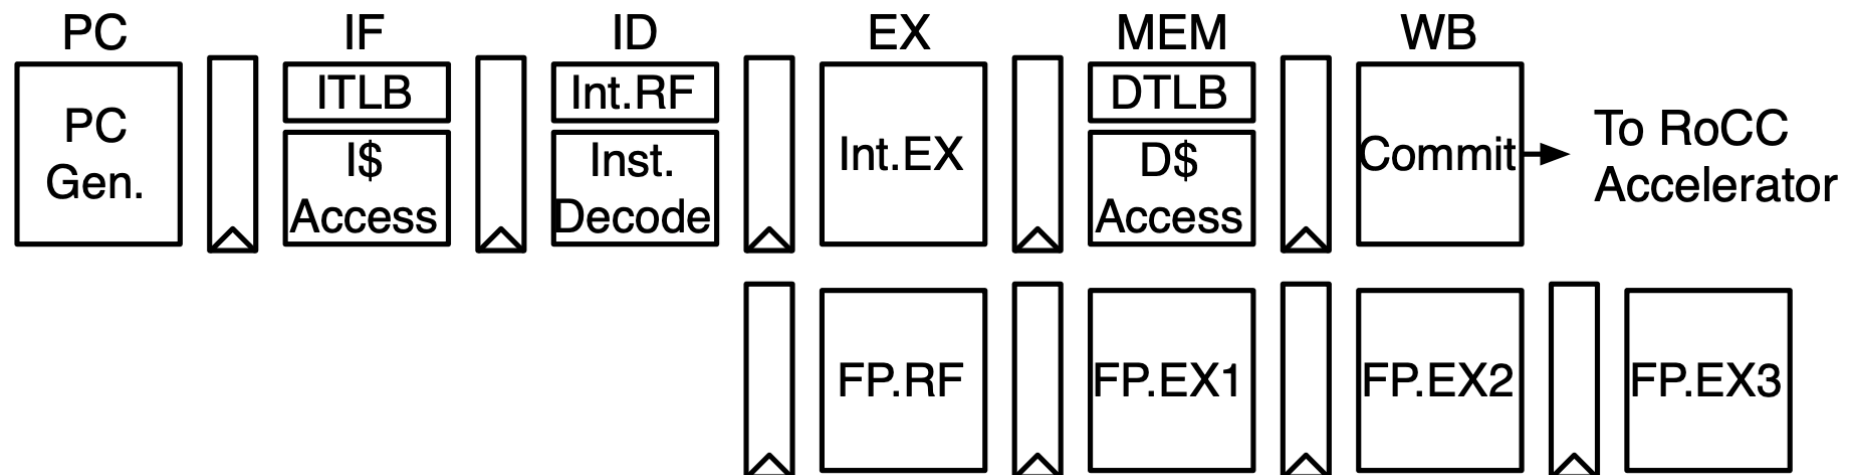 PC IF ID EX MEM WB
PC
Gen.
ITLB
I$
Access
Int.RF
Inst.
Decode
Int.EX
DTLB
D$
Access
Commit
To RoCC
Accelerator
FP.RF FP.EX1 FP.EX2 FP.EX3